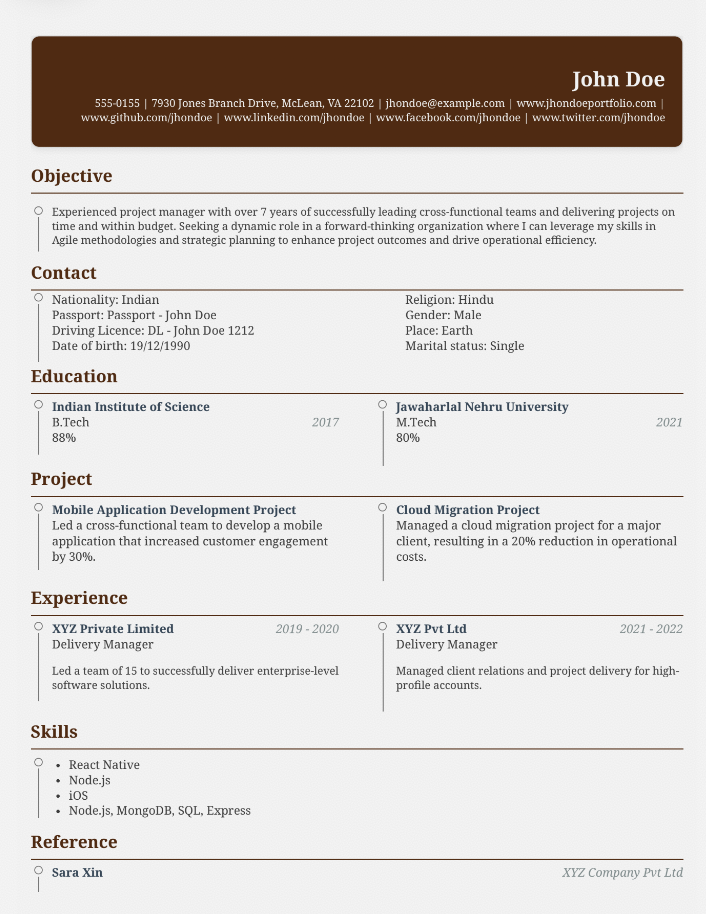 John Doe
555-0155 | 7930 Jones Branch Drive, McLean, VA 22102 | jhondoe@example.com | www.jhondoeportfolio.com |
www.github.com/jhondoe | www.linkedin.com/jhondoe | www.facebook.com/jhondoe | www.twitter.com/jhondoe
Objective
Experienced project manager with over 7 years of successfully leading cross-functional teams and delivering projects on
time and within budget. Seeking a dynamic role in a forward-thinking organization where I can leverage my skills in
Agile methodologies and strategic planning to enhance project outcomes and drive operational efficiency.
Contact
Nationality: Indian
Passport: Passport - John Doe
Driving Licence: DL - John Doe 1212
Date of birth: 19/12/1990
Religion: Hindu
Gender: Male
Place: Earth
Marital status: Single
Education
Indian Institute of Science
B.Tech 2017
88%
Jawaharlal Nehru University
M.Tech 2021
80%
Project
Mobile Application Development Project
Led a cross-functional team to develop a mobile
application that increased customer engagement
by 30%.
Cloud Migration Project
Managed a cloud migration project for a major
client, resulting in a 20% reduction in operational
costs.
Experience
XYZ Private Limited 2019 - 2020
Delivery Manager
Led a team of 15 to successfully deliver enterprise-level
software solutions.
XYZ Pvt Ltd 2021 - 2022
Delivery Manager
Managed client relations and project delivery for high-
profile accounts.
Skills
• React Native
• Node.js
• iOS
• Node.js, MongoDB, SQL, Express
Reference
Sara Xin XYZ Company Pvt Ltd